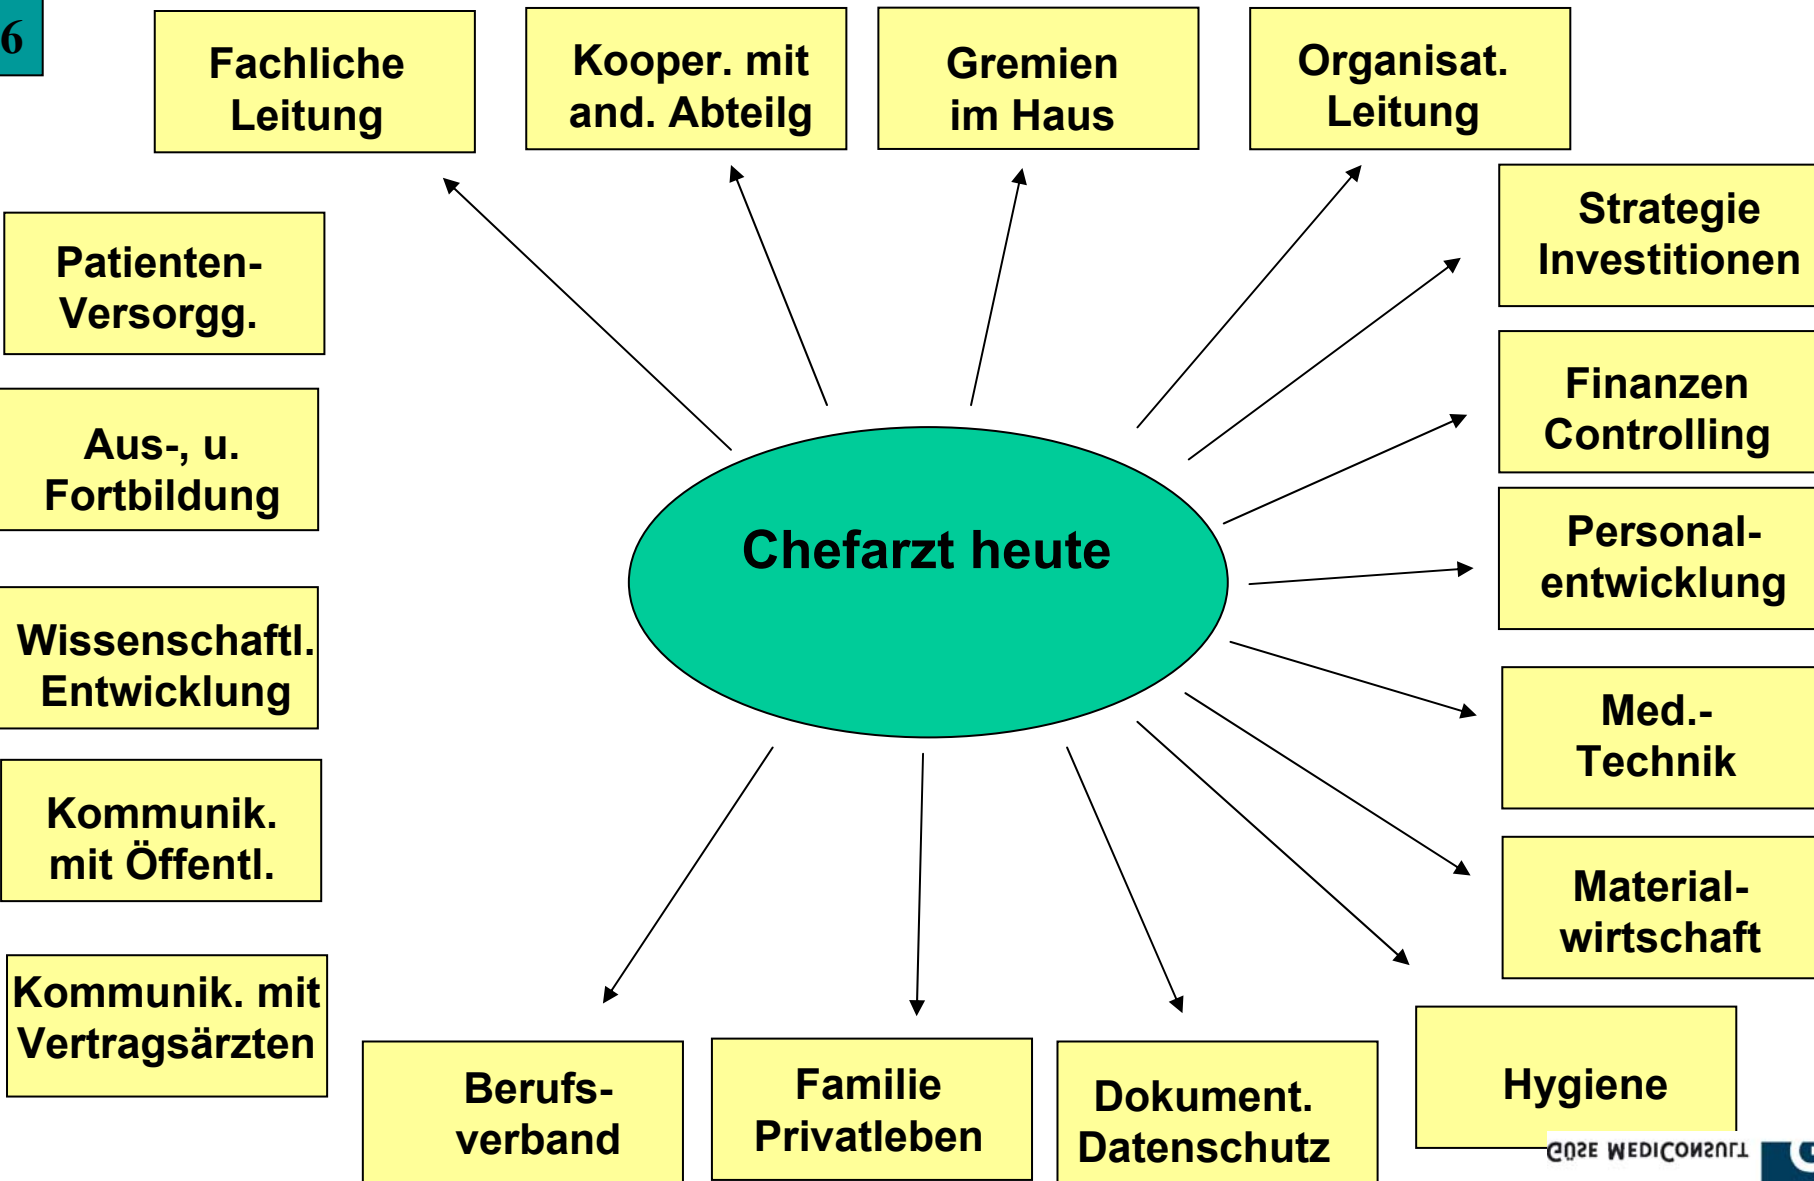 6
Fachliche
Leitung
Kooper. mit
and. Abteilg
Gremien
im Haus
Organisat.
Leitung
Strategie
Investitionen
Patienten-
Versorgg.
Finanzen
Controlling
Aus-, u.
Fortbildung
Personal-
entwicklung
Chefarzt heute
Wissenschaftl.
Entwicklung
Med.-
Technik
Kommunik.
mit Öffentl.
Material-
wirtschaft
Kommunik. mit
Vertragsärzten
Berufs-
verband
Familie
Privatleben
Dokument.
Datenschutz
Hygiene
GÜSE MEDICONSULT